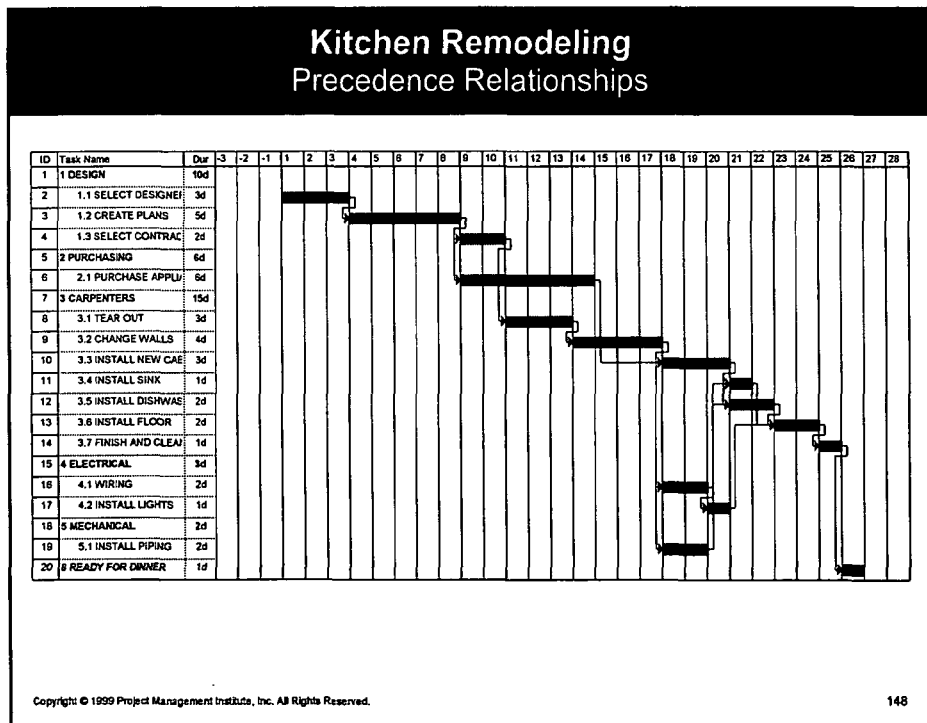 Kitchen Remodeling
Precedence Relationships
ID Task Name Dur -3 -2 -1 1 2 3 4 5 6 7 8 9 10 11 12 13 14 15 16 17 18 19 20 21 22 23 24 25 26 27 28
1 1 DESIGN 10d
2 1.1 SELECT DESIGNE 3d
3 1.2 CREATE PLANS 5d
4 1.3 SELECT CONTRAC 2d
5 2 PURCHASING 6d
6 2.1 PURCHASE APPLI 6d
7 3 CARPENTERS 15d
8 3.1 TEAR OUT 3d
9 3.2 CHANGE WALLS 4d
10 3.3 INSTALL NEW CAB 3d
11 3.4 INSTALL SINK 1d
12 3.5 INSTALL DISHWAS 2d
13 3.6 INSTALL FLOOR 2d
14 3.7 FINISH AND CLEA 1d
15 4 ELECTRICAL 3d
16 4.1 WIRING 2d
17 4.2 INSTALL LIGHTS 1d
18 5 MECHANICAL 2d
19 5.1 INSTALL PIPING 2d
20 6 READY FOR DINNER 1d
Copyright © 1999 Project Management Institute, Inc. All Rights Reserved. 148